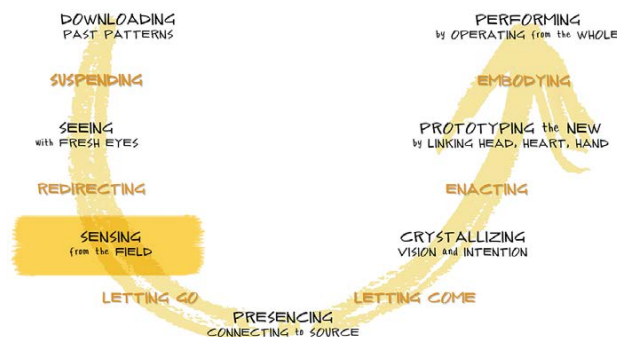 DOWNLOADING
PAST PATTERNS
SUSPENDING
SEEING
with FRESH EYES
REDIRECTING
SENSING
from the FIELD
LETTING GO
PRESENCING
CONNECTING to SOURCE
LETTING COME
CRYSTALLIZING
VISION and INTENTION
ENACTING
PROTOTYPING the NEW
by LINKING HEAD, HEART, HAND
EMBODYING
PERFORMING
by OPERATING from the WHOLE